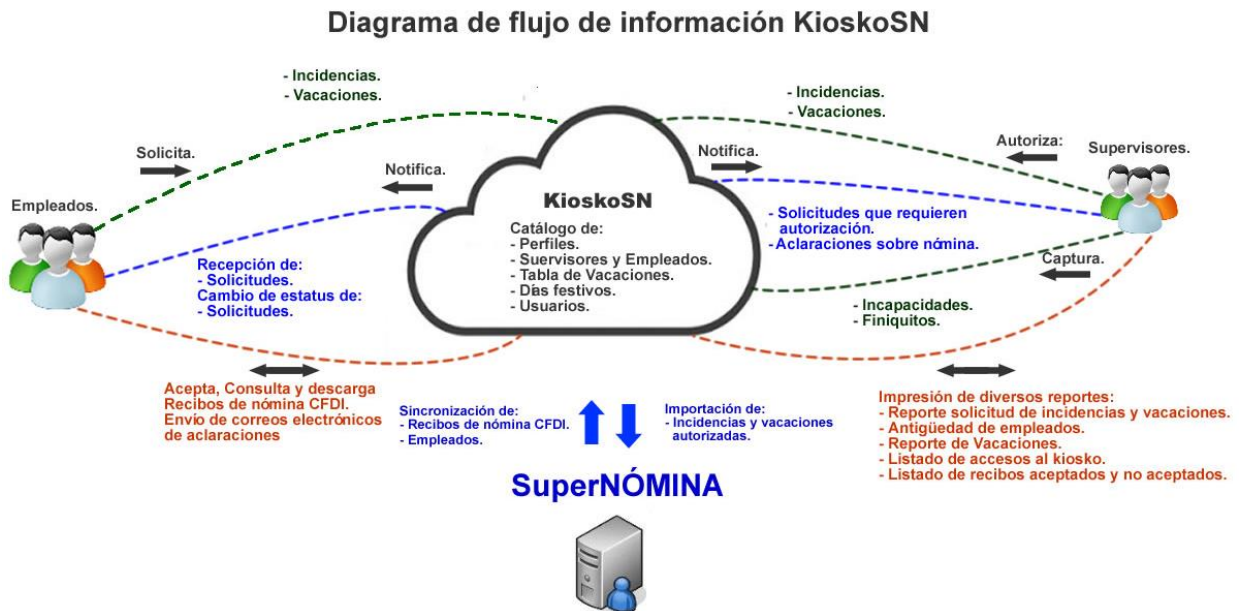 Diagrama de flujo de información KioskoSN
- Incidencias.
- Vacaciones.
Solicita.
Notifica.
Empleados.
Recepción de:
- Solicitudes.
Cambio de estatus de:
- Solicitudes.
Acepta, Consulta y descarga
Recibos de nómina CFDI.
Envío de correos electrónicos
de aclaraciones
KioskoSN
Catálogo de:
- Perfiles.
- Suervisores y Empleados.
- Tabla de Vacaciones.
- Días festivos.
- Usuarios.
- Incidencias.
- Vacaciones.
Notifica.
Autoriza:
Supervisores.
- Solicitudes que requieren
autorización.
- Aclaraciones sobre nómina.
Captura.
- Incapacidades.
- Finiquitos.
Impresión de diversos reportes:
- Reporte solicitud de incidencias y vacaciones.
- Antigüedad de empleados.
- Reporte de Vacaciones.
- Listado de accesos al kiosko.
- Listado de recibos aceptados y no aceptados.
Sincronización de:
- Recibos de nómina CFDI.
- Empleados.
Importación de:
- Incidencias y vacaciones
autorizadas.
SuperNÓMINA